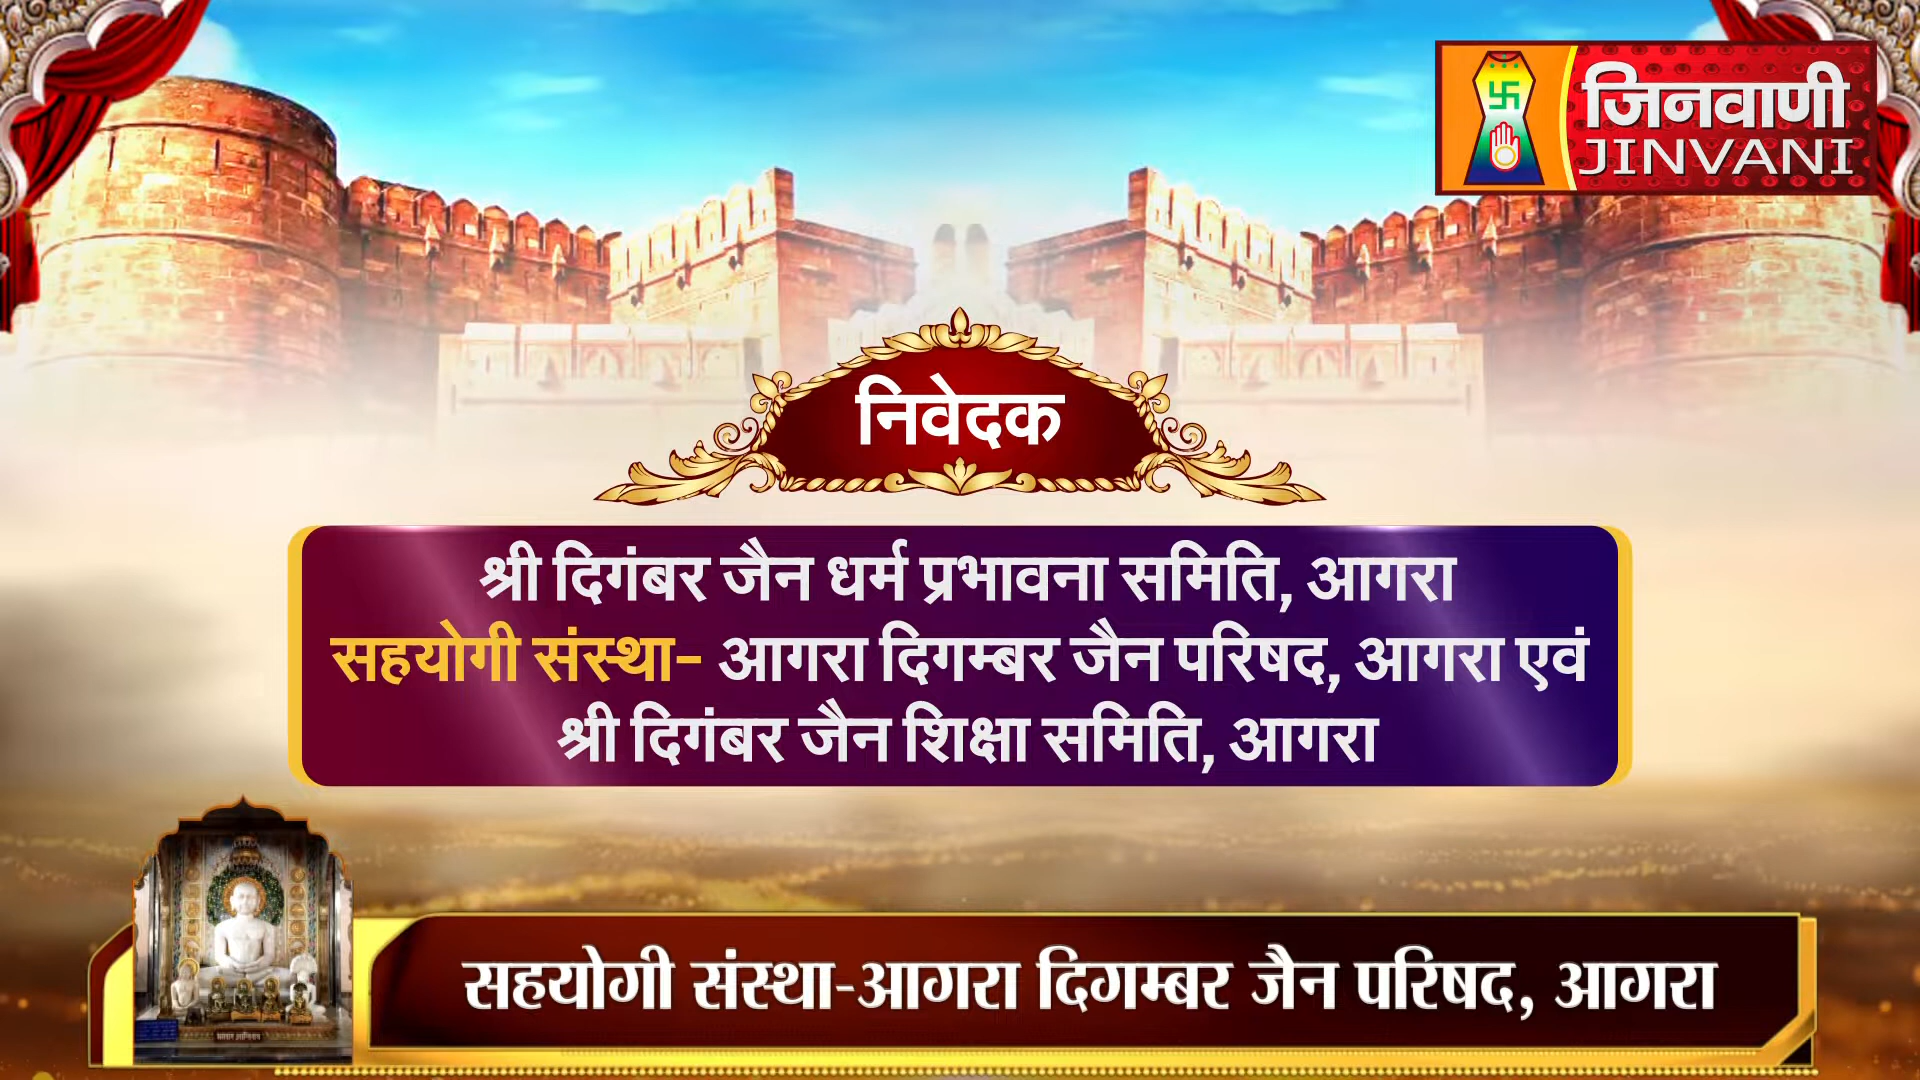 जिनवाणी
JINVANI
निवेदक
श्री दिगंबर जैन धर्म प्रभावना समिति, आगरा
सहयोगी संस्था- आगरा दिगम्बर जैन परिषद, आगरा एवं
श्री दिगंबर जैन शिक्षा समिति, आगरा
सहयोगी संस्था-आगरा दिगम्बर जैन परिषद, आगरा